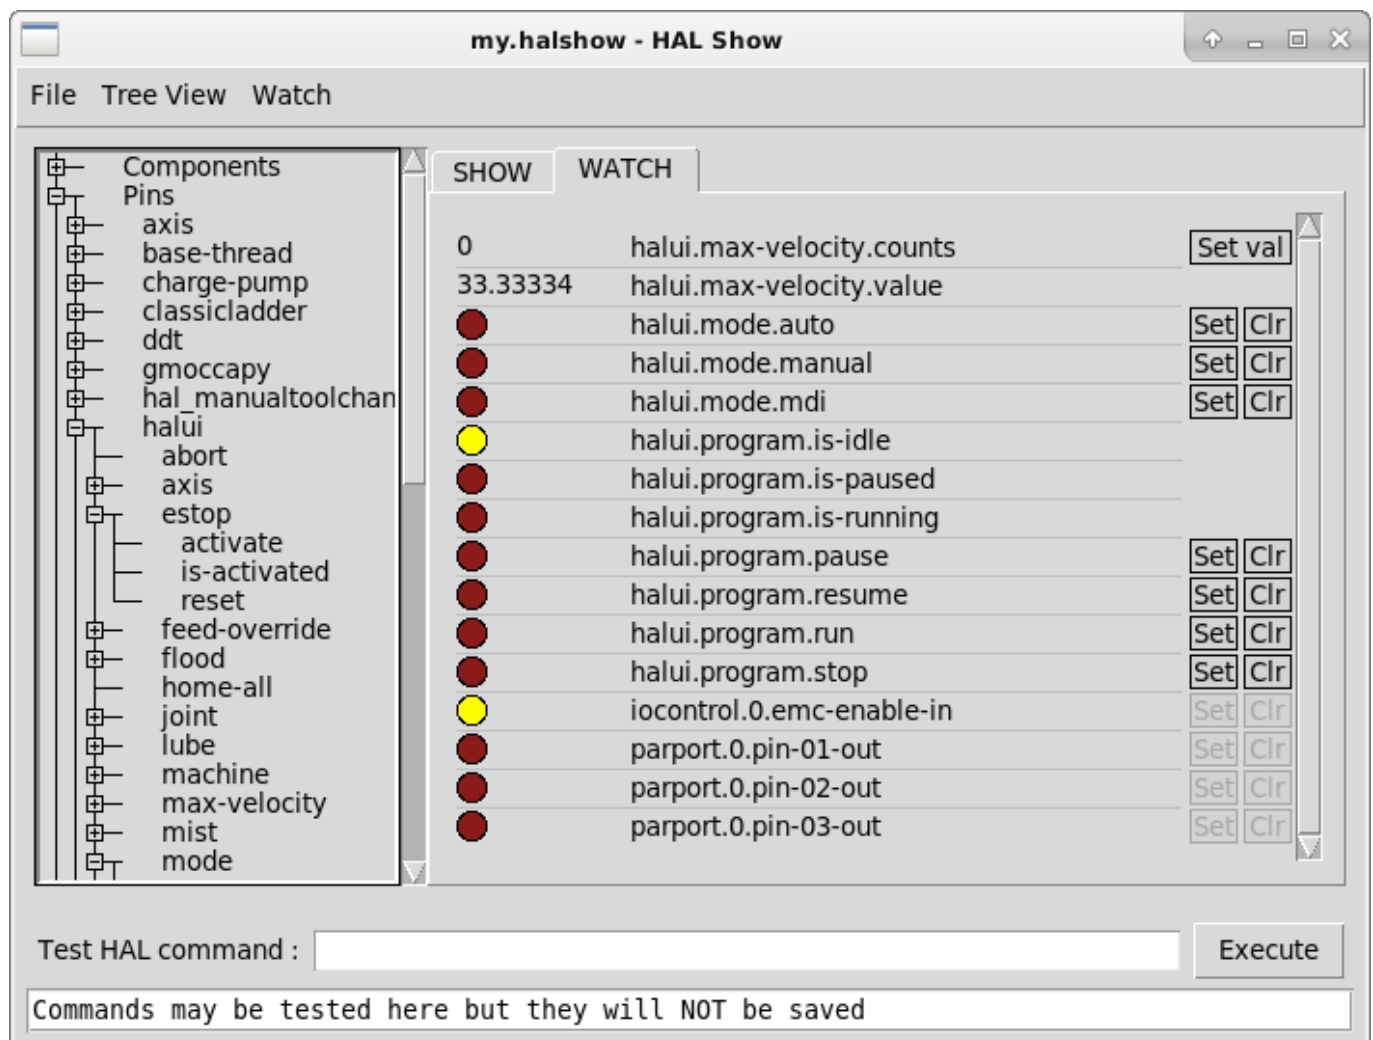 my.halshow - HAL Show
File Tree View Watch
Components
Pins
axis
base-thread
charge-pump
classicladder
ddt
gmoccapy
hal_manualtoolchan
halui
abort
axis
estop
activate
is-activated
reset
feed-override
flood
home-all
joint
lube
machine
max-velocity
mist
mode
SHOW WATCH
0 halui.max-velocity.counts Set val
33.33334 halui.max-velocity.value
halui.mode.auto Set Clr
halui.mode.manual Set Clr
halui.mode.mdi Set Clr
halui.program.is-idle
halui.program.is-paused
halui.program.is-running
halui.program.pause Set Clr
halui.program.resume Set Clr
halui.program.run Set Clr
halui.program.stop Set Clr
iocontrol.0.emc-enable-in Set Clr
parport.0.pin-01-out Set Clr
parport.0.pin-02-out Set Clr
parport.0.pin-03-out Set Clr
Test HAL command : Execute
Commands may be tested here but they will NOT be saved